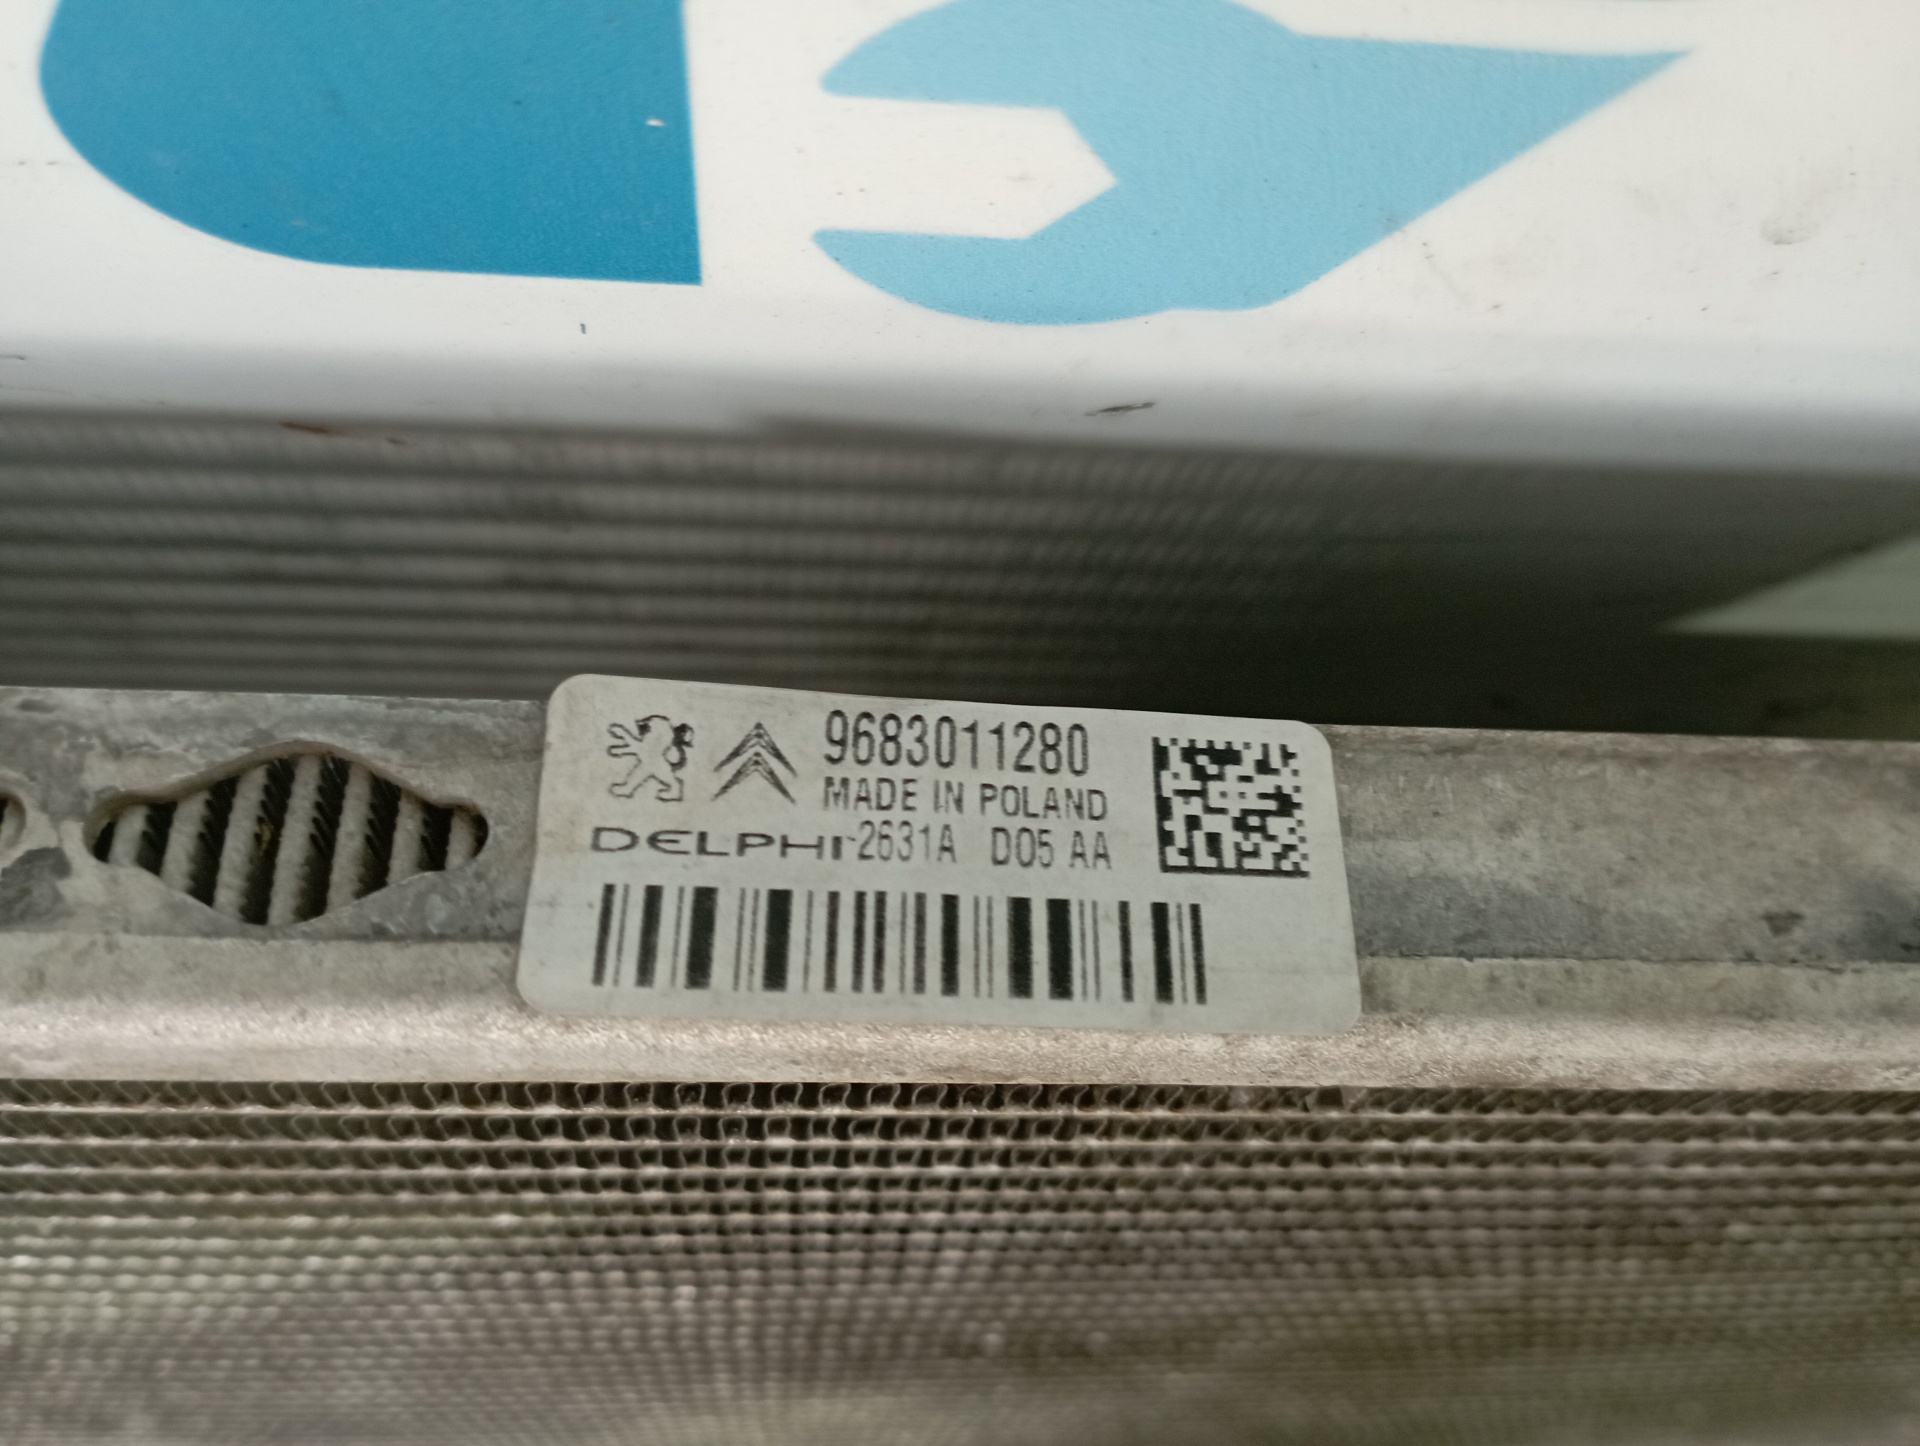 9683011280
MADE IN POLAND
DELPHI 2631A D05 AA